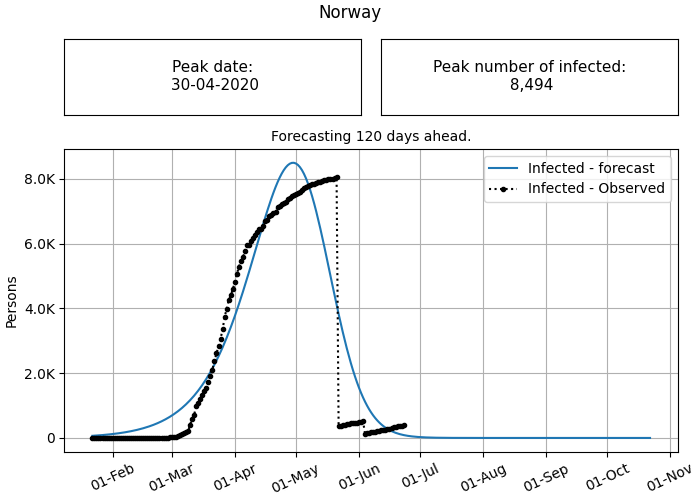 Norway
Peak date:
30-04-2020
Peak number of infected:
8,494
Forecasting 120 days ahead.
Infected - forecast
Infected - Observed
Persons
8.0K
6.0K
4.0K
2.0K
0
01-Feb
01-Mar
01-Apr
01-May
01-Jun
01-Jul
01-Aug
01-Sep
01-Oct
01-Nov